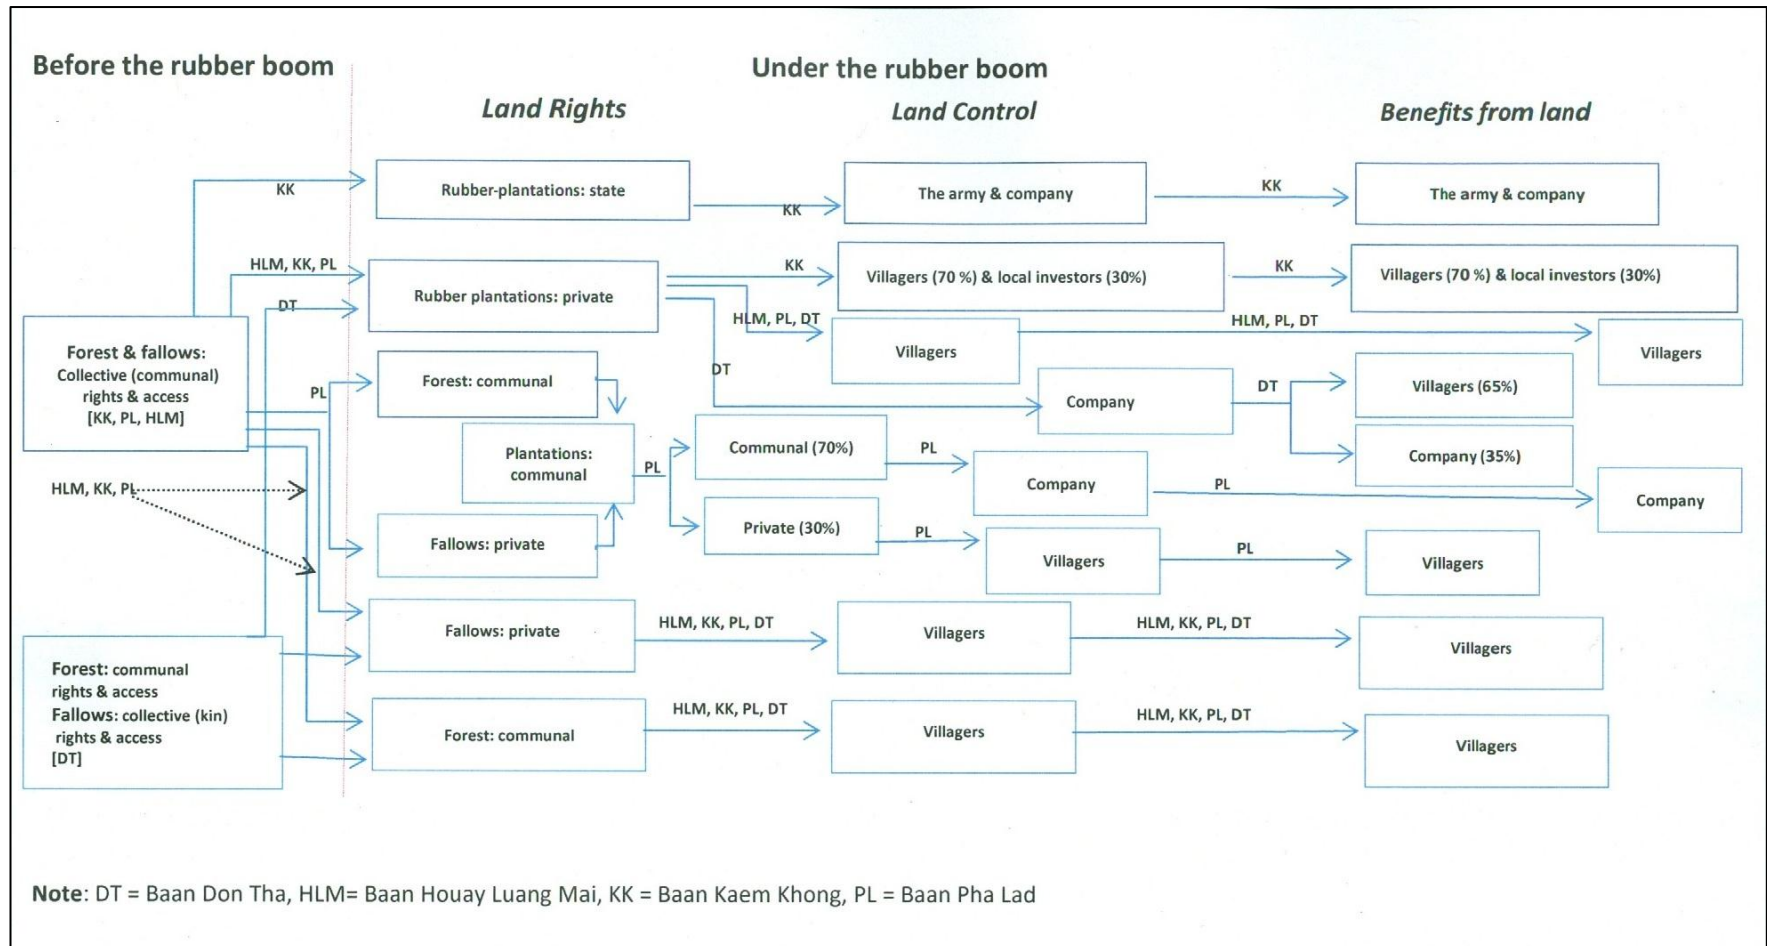 Before the rubber boom
Under the rubber boom
Land Rights
Land Control
Benefits from land
KK
Rubber-plantations: state
KK
The army & company
KK
The army & company
HLM, KK, PL
DT
Rubber plantations: private
KK
Villagers (70 %) & local investors (30%)
KK
Villagers (70 %) & local investors (30%)
HLM, PL, DT
Villagers
HLM, PL, DT
Villagers
Forest & fallows:
Collective (communal)
rights & access
[KK, PL, HLM]
PL
Forest: communal
DT
Company
DT
Villagers (65%)
Company (35%)
Plantations:
communal
PL
Communal (70%)
PL
Company
PL
Company
HLM, KK, PL
Fallows: private
Private (30%)
PL
Villagers
PL
Villagers
Fallows: private
HLM, KK, PL, DT
Villagers
HLM, KK, PL, DT
Villagers
Forest: communal
rights & access
Fallows: collective (kin)
rights & access
[DT]
Forest: communal
HLM, KK, PL, DT
Villagers
HLM, KK, PL, DT
Villagers
Note: DT = Baan Don Tha, HLM= Baan Houay Luang Mai, KK = Baan Kaem Khong, PL = Baan Pha Lad